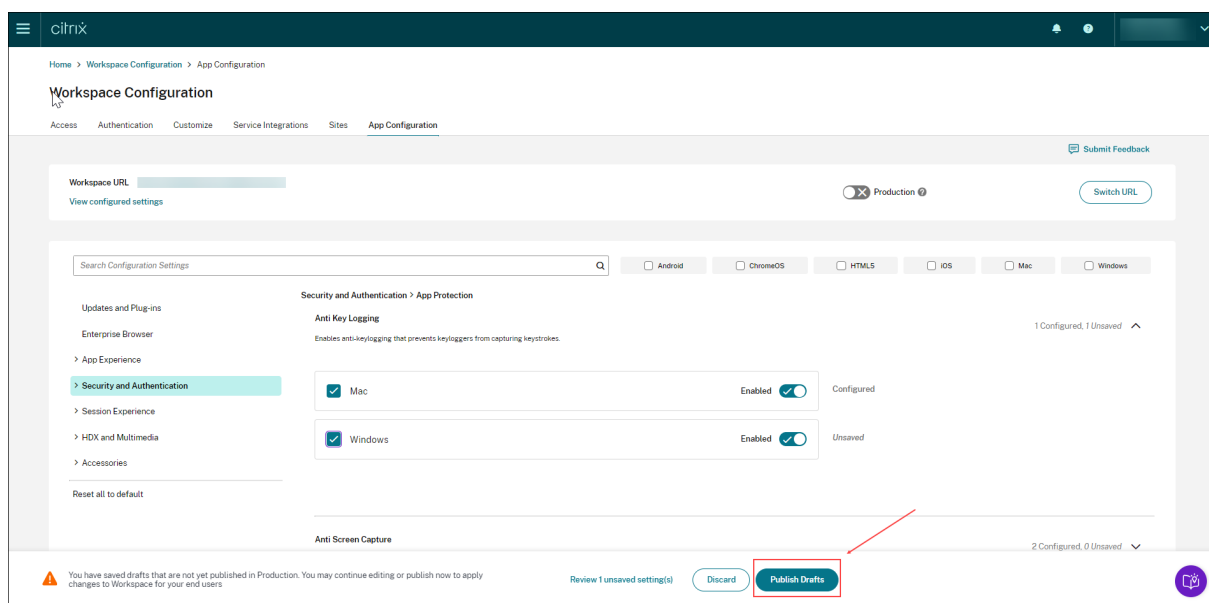 citrix
Home > Workspace Configuration > App Configuration
Workspace Configuration
Access Authentication Customize Service Integrations Sites App Configuration
Submit Feedback
Workspace URL
View configured settings
Production
Switch URL
Search Configuration Settings
Android ChromeOS HTML5 iOS Mac Windows
Security and Authentication > App Protection
Updates and Plug-ins
Enterprise Browser
> App Experience
> Security and Authentication
> Session Experience
> HDX and Multimedia
> Accessories
Reset all to default
Anti Key Logging
Enables anti-keylogging that prevents keyloggers from capturing keystrokes.
1 Configured, 1 Unsaved
Mac Enabled Configured
Windows Enabled Unsaved
Anti Screen Capture
2 Configured, 0 Unsaved
You have saved drafts that are not yet published in Production. You may continue editing or publish now to apply
changes to Workspace for your end users
Review 1 unsaved setting(s) Discard Publish Drafts